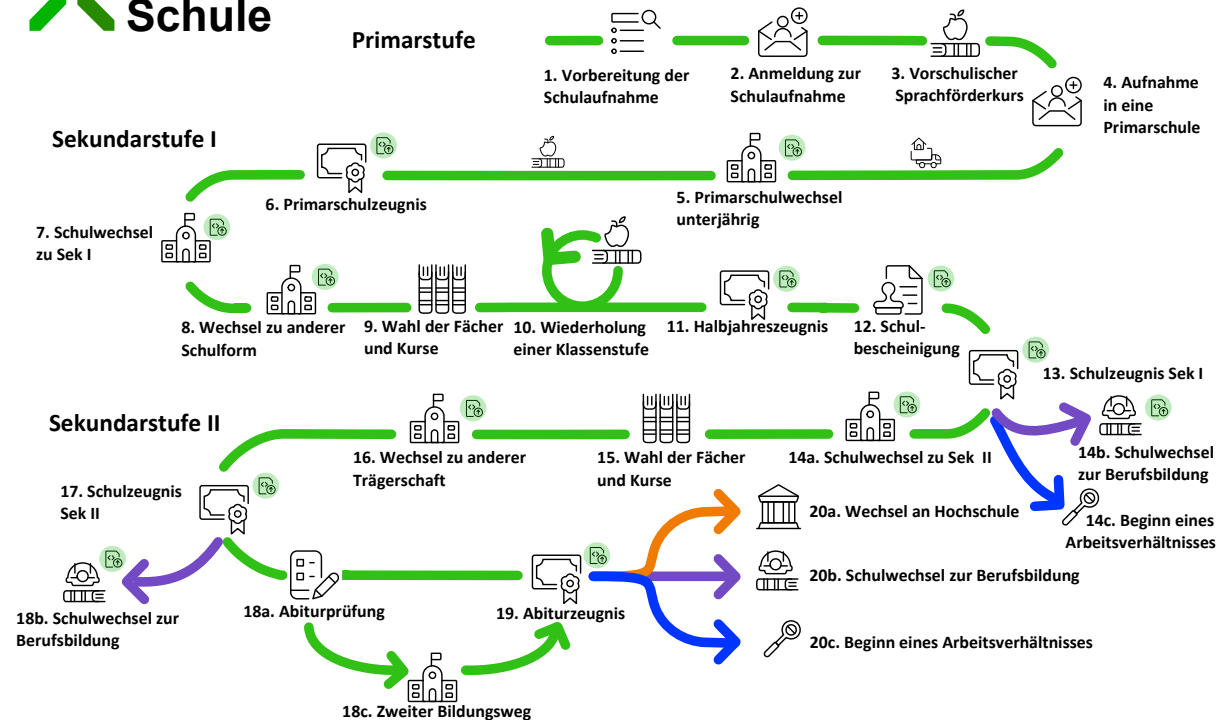 Schule
Primarstufe
1. Vorbereitung der
Schulaufnahme
2. Anmeldung zur
Schulaufnahme
3. Vorschulischer
Sprachförderkurs
4. Aufnahme
in eine
Primarschule
Sekundarstufe I
5. Primarschulwechsel
unterjährig
6. Primarschulzeugnis
7. Schulwechsel
zu Sek I
8. Wechsel zu anderer
Schulform
9. Wahl der Fächer
und Kurse
10. Wiederholung
einer Klassenstufe
11. Halbjahreszeugnis
12. Schul-
bescheinigung
13. Schulzeugnis Sek I
Sekundarstufe II
14a. Schulwechsel zu Sek II
14b. Schulwechsel
zur Berufsbildung
14c. Beginn eines
Arbeitsverhältnisses
15. Wahl der Fächer
und Kurse
16. Wechsel zu anderer
Trägerschaft
17. Schulzeugnis
Sek II
18a. Abiturprüfung
18b. Schulwechsel zur
Berufsbildung
18c. Zweiter Bildungsweg
19. Abiturzeugnis
20a. Wechsel an Hochschule
20b. Schulwechsel zur Berufsbildung
20c. Beginn eines Arbeitsverhältnisses